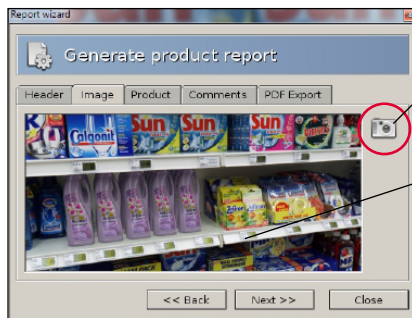 Report wizard
Generate product report
Header
Image
Product
Comments
PDF Export
Calgonit
Sun
Sun
Sun
<< Back
Next >>
Close